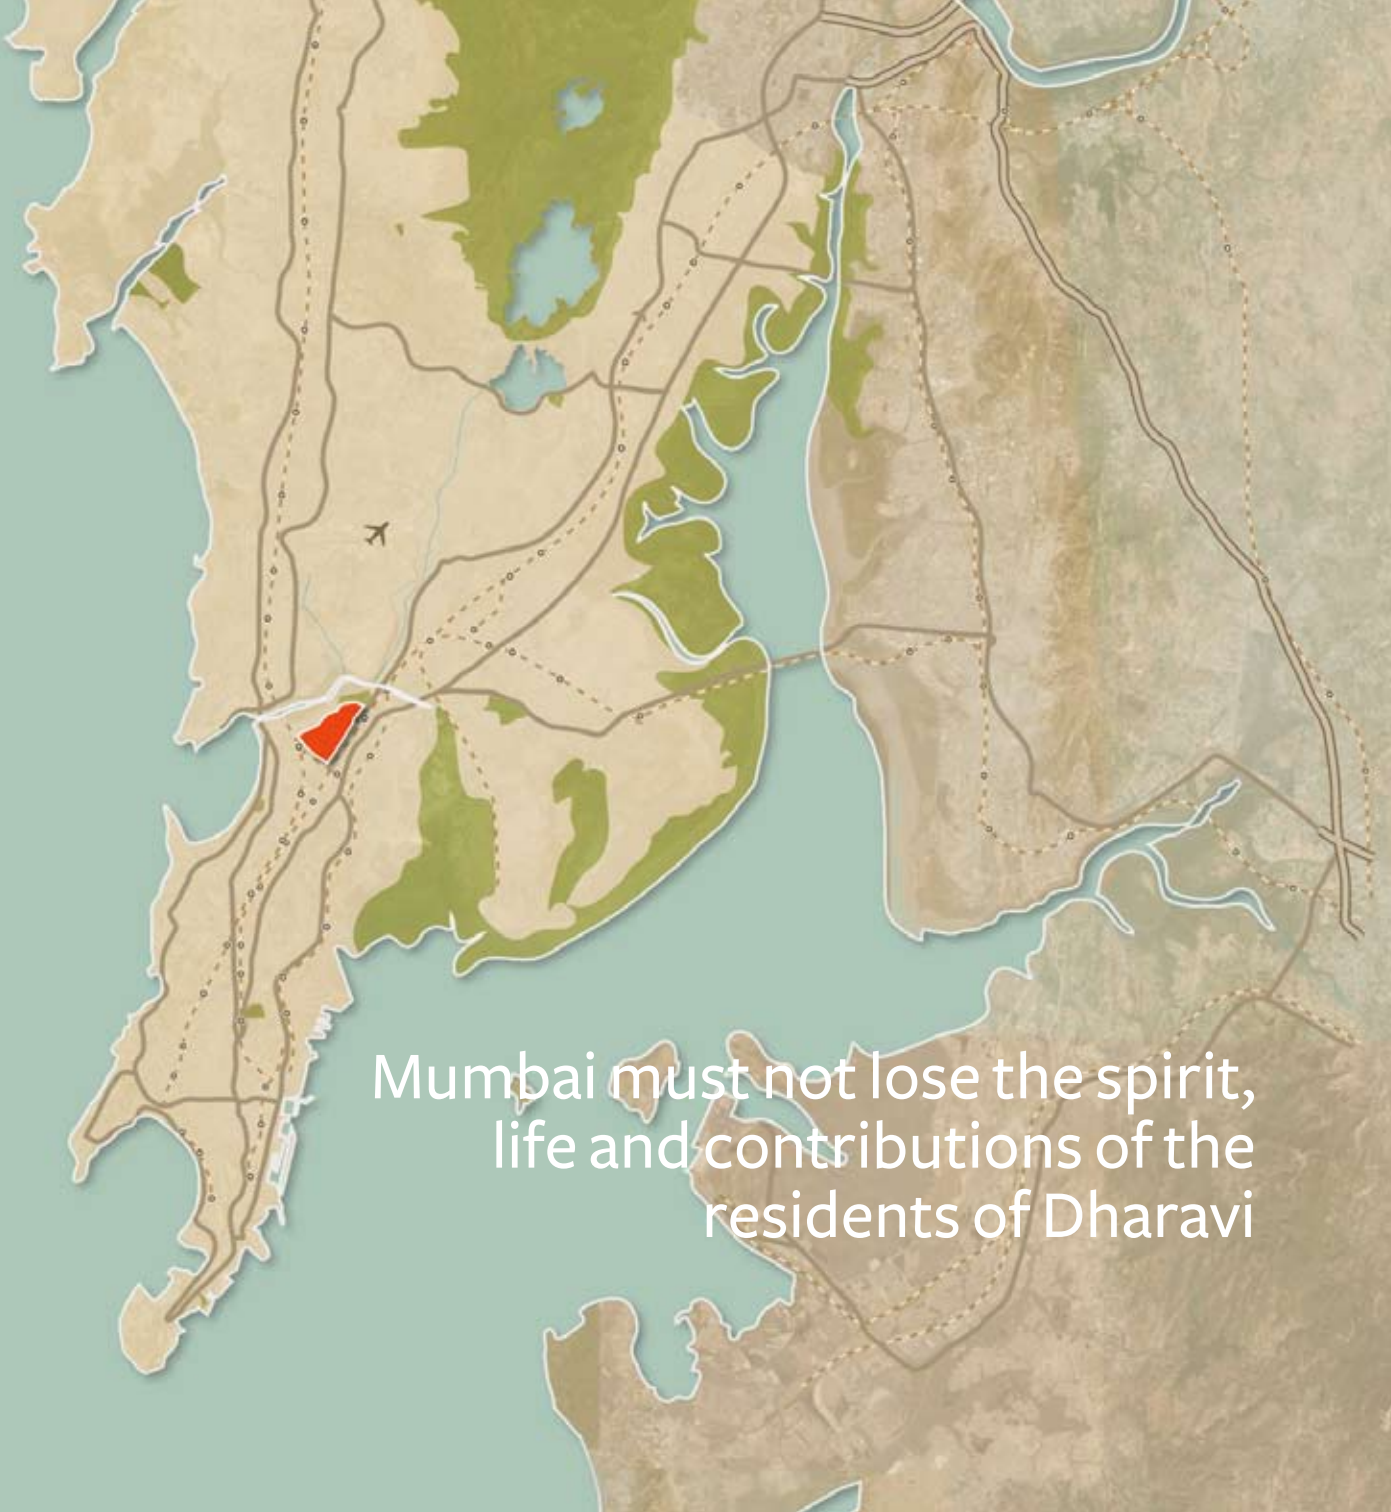 Mumbai must not lose the spirit,
life and contributions of the
residents of Dharavi